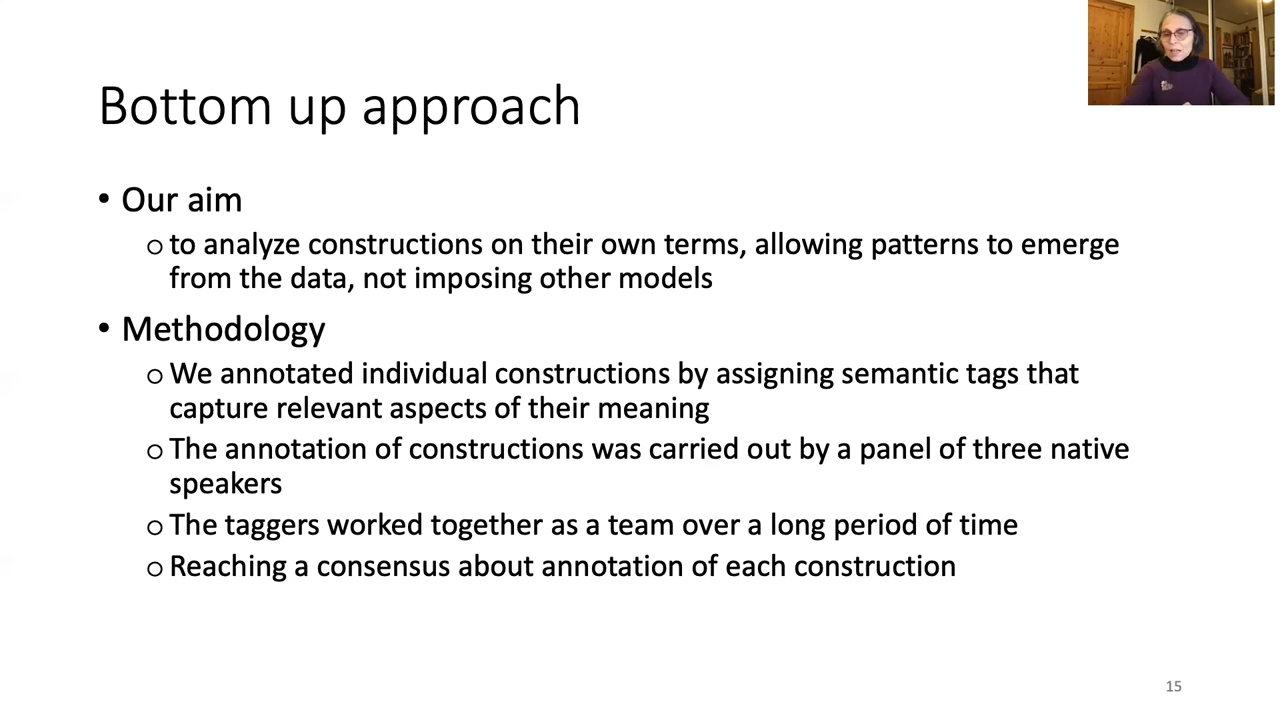 Bottom up approach
• Our aim
o to analyze constructions on their own terms, allowing patterns to emerge
from the data, not imposing other models
• Methodology
o We annotated individual constructions by assigning semantic tags that
capture relevant aspects of their meaning
o The annotation of constructions was carried out by a panel of three native
speakers
o The taggers worked together as a team over a long period of time
o Reaching a consensus about annotation of each construction
15